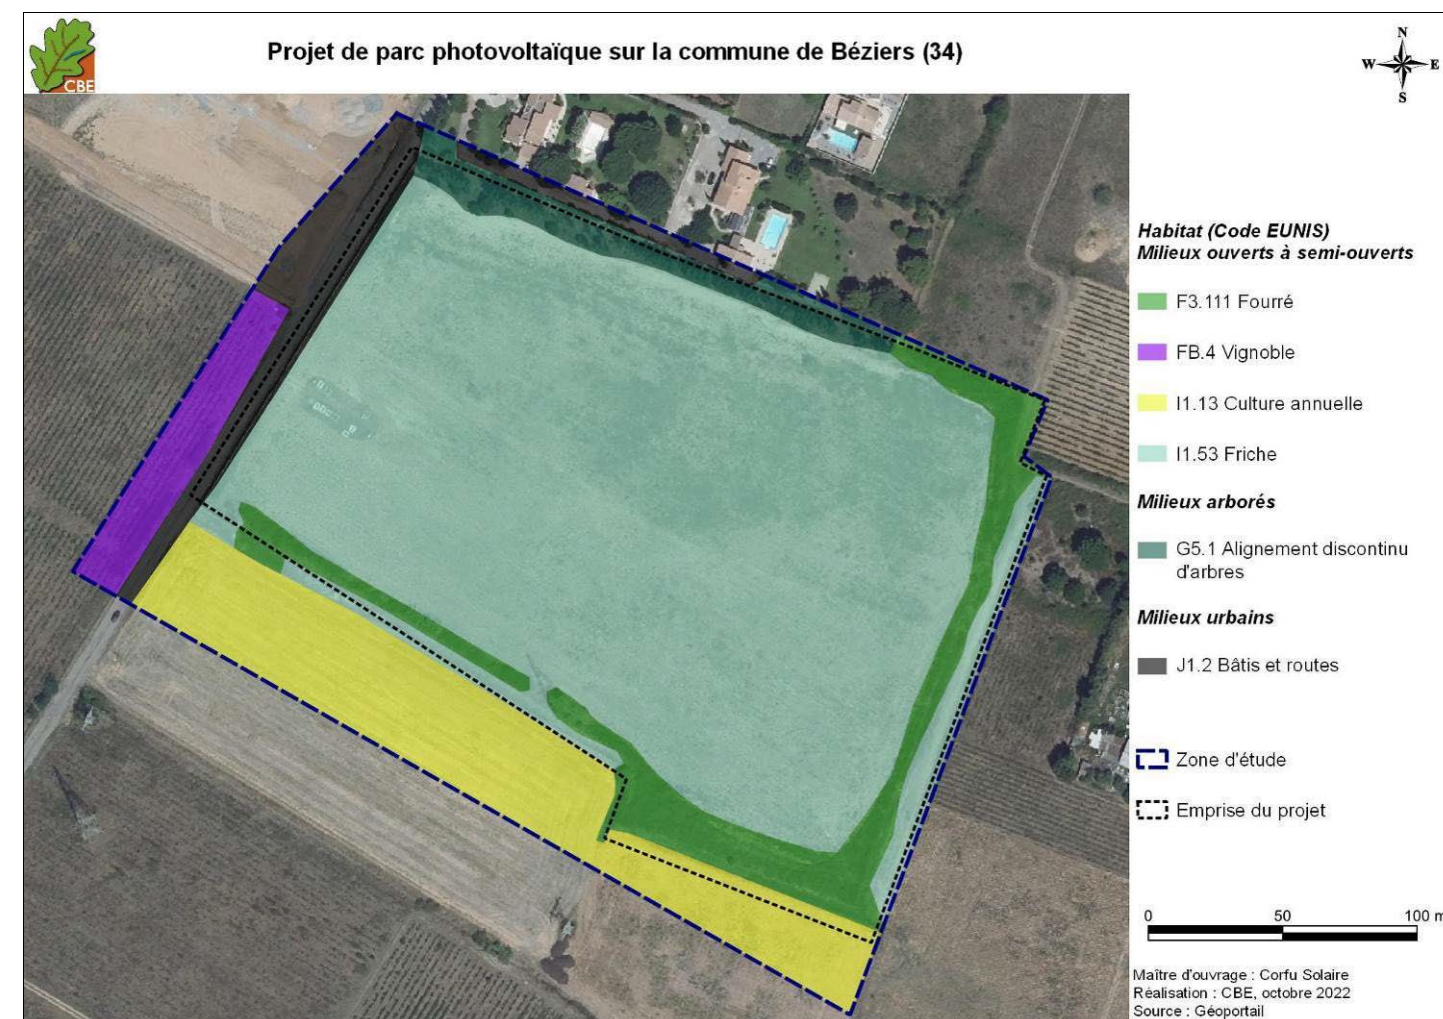 CBE
Projet de parc photovoltaïque sur la commune de Béziers (34)
N
W E
S
Habitat (Code EUNIS)
Milieux ouverts à semi-ouverts
F3.111 Fourré
FB.4 Vignoble
I1.13 Culture annuelle
I1.53 Friche
Milieux arborés
G5.1 Alignement discontinu
d'arbres
Milieux urbains
J1.2 Bâtis et routes
Zone d'étude
Emprise du projet
0 50 100 m
Maître d'ouvrage : Corfu Solaire
Réalisation : CBE, octobre 2022
Source : Géoportail